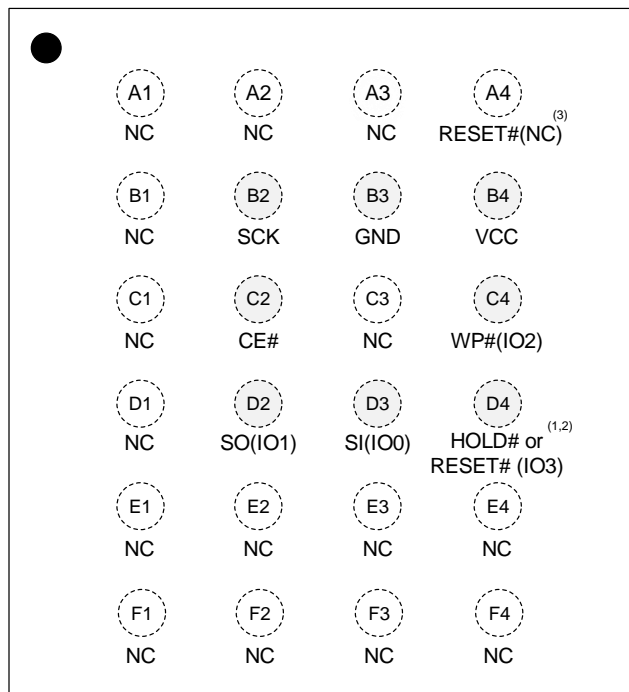 A1 A2 A3 A4
NC NC NC RESET#(NC)(3)
B1 B2 B3 B4
NC SCK GND VCC
C1 C2 C3 C4
NC CE# NC WP#(IO2)
D1 D2 D3 D4
NC SO(IO1) SI(IO0) HOLD# or(1,2)
RESET# (IO3)
E1 E2 E3 E4
NC NC NC NC
F1 F2 F3 F4
NC NC NC NC